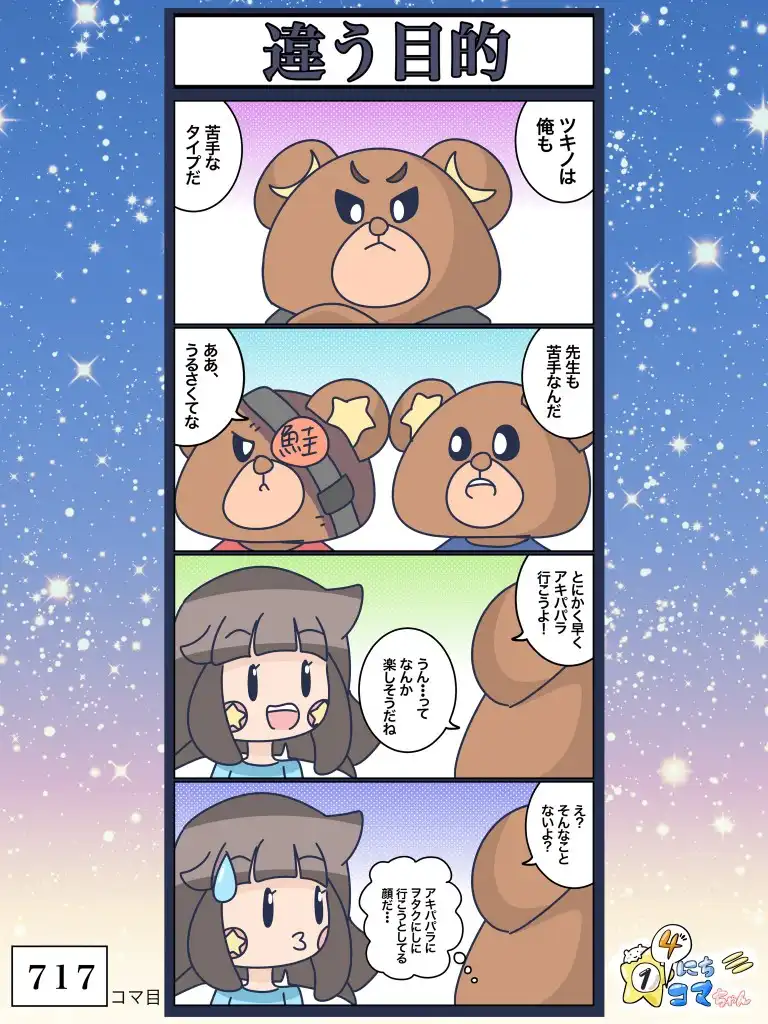 違う目的
ツキノは
俺も
苦手な
タイプだ
先生も
苦手なんだ
ああ、
うるさくてな
鮭
とにかく早く
アキパパラ
行こうよ！
うん…って
なんか
楽しそうだね
え？
そんなこと
ないよ？
アキパパラに
ヲタクにしに
行こうとしてる
顔だ…
717
コマ目
1
にち
4
コマ
ちゃん